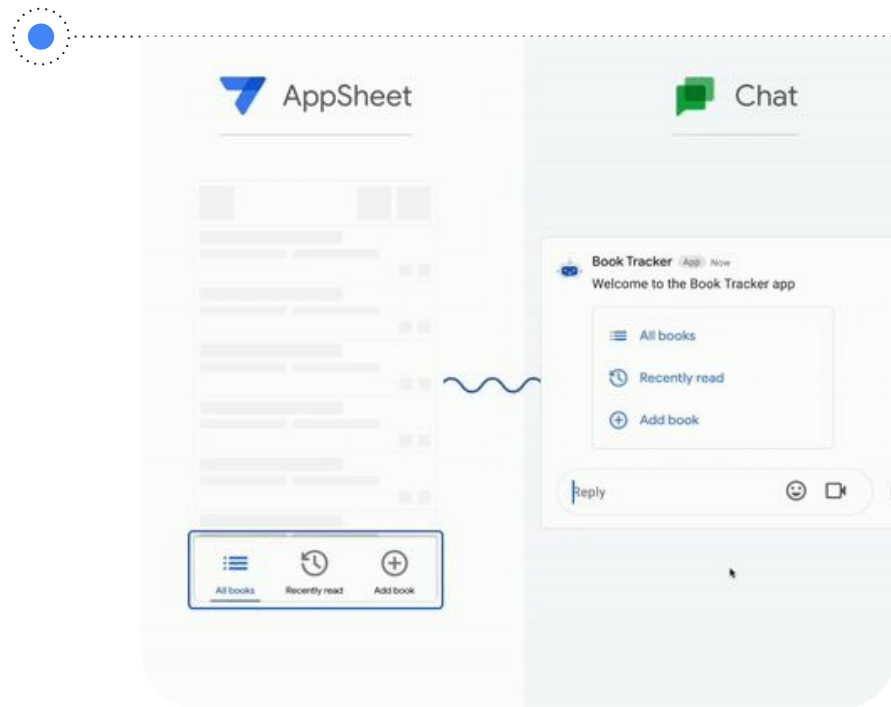 AppSheet
Chat
Book Tracker App Now
Welcome to the Book Tracker app
All books
Recently read
Add book
Reply
All books
Recently read
Add book